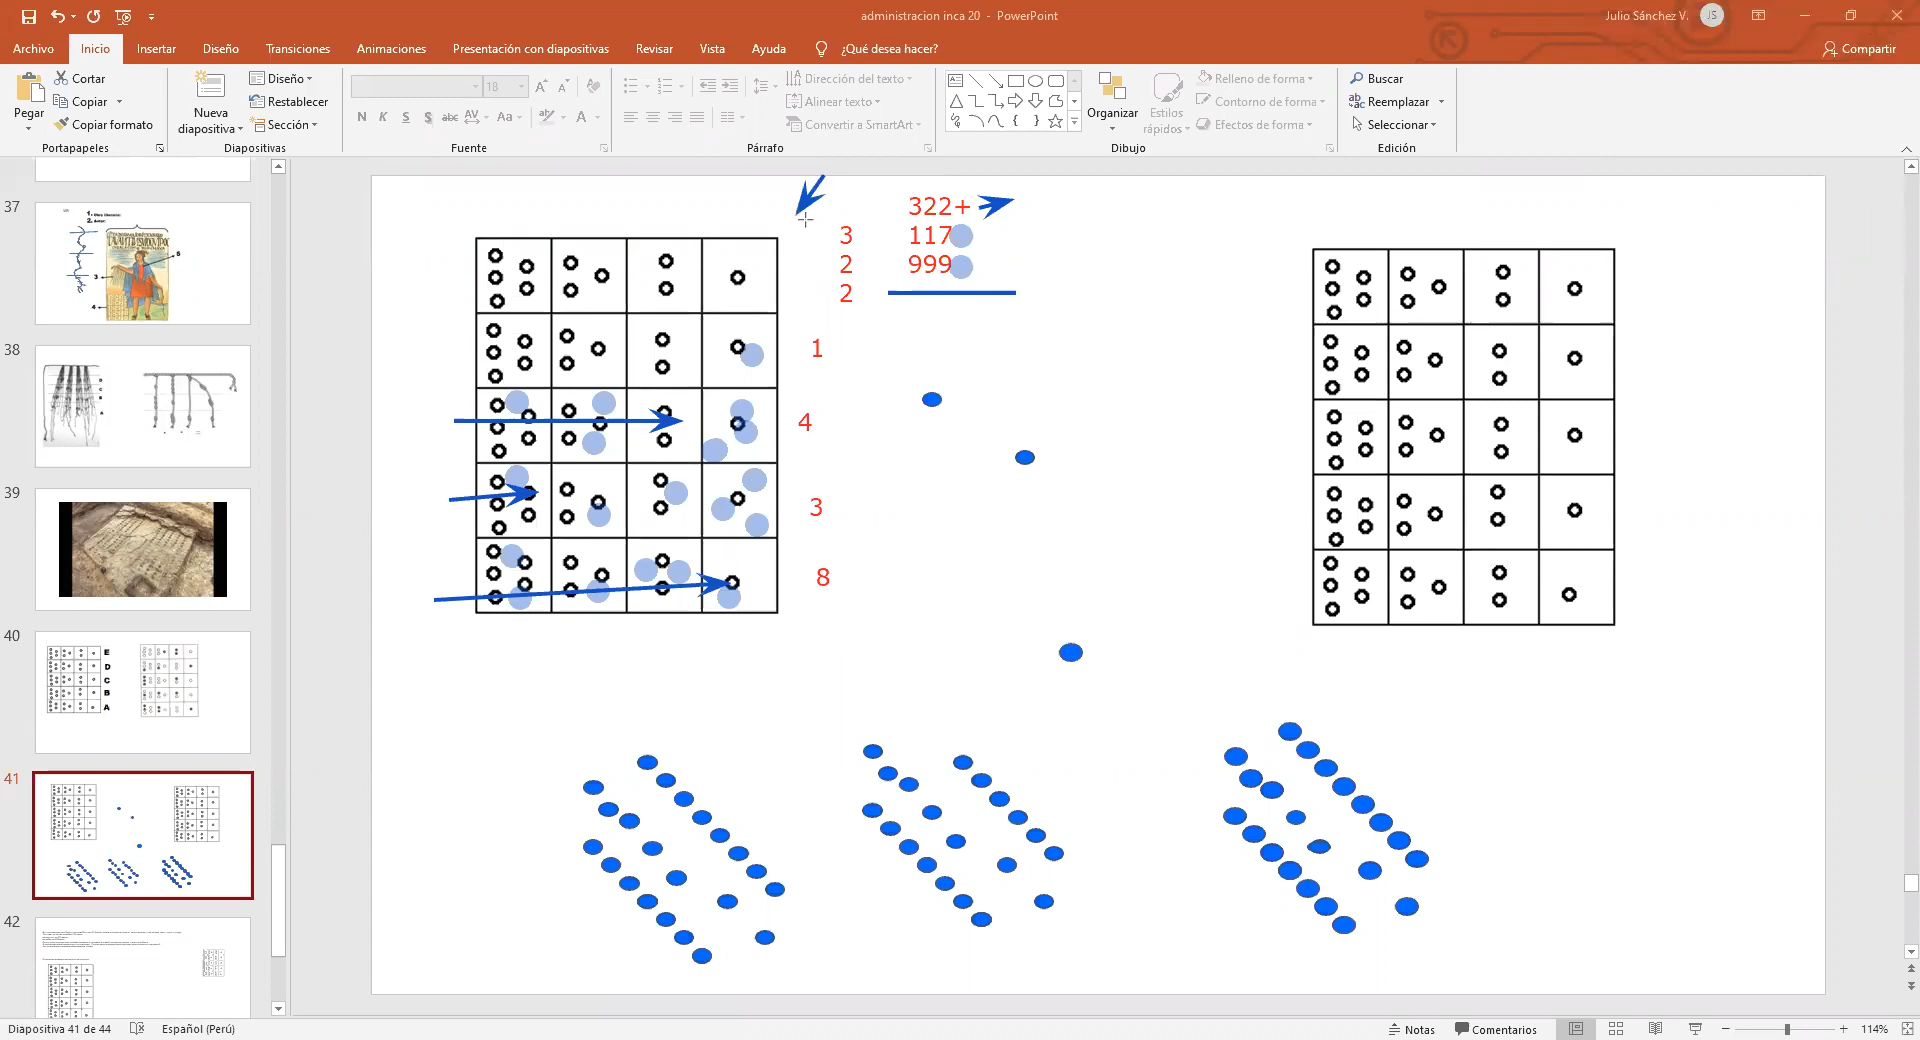 administracion inca 20 - PowerPoint
Julio Sánchez V. JS
Archivo Inicio Insertar Diseño Transiciones Animaciones Presentación con diapositivas Revisar Vista Ayuda ¿Qué desea hacer? Compartir
Pegar
Cortar
Copiar
Copiar formato
Portapapeles
Nueva diapositiva
Diseño
Restablecer
Sección
Diapositivas
18
N K S S abc AV Aa A
Fuente
Dirección del texto
Alinear texto
Convertir a SmartArt
Párrafo
Organizar
Estilos rápidos
Relleno de forma
Contorno de forma
Efectos de forma
Dibujo
Buscar
Reemplazar
Seleccionar
Edición
37
38
39
40
E
D
C
B
A
41
42
322+
3 117
2 999
2
1
4
3
8
Diapositiva 41 de 44 Español (Perú) Notas Comentarios 114%